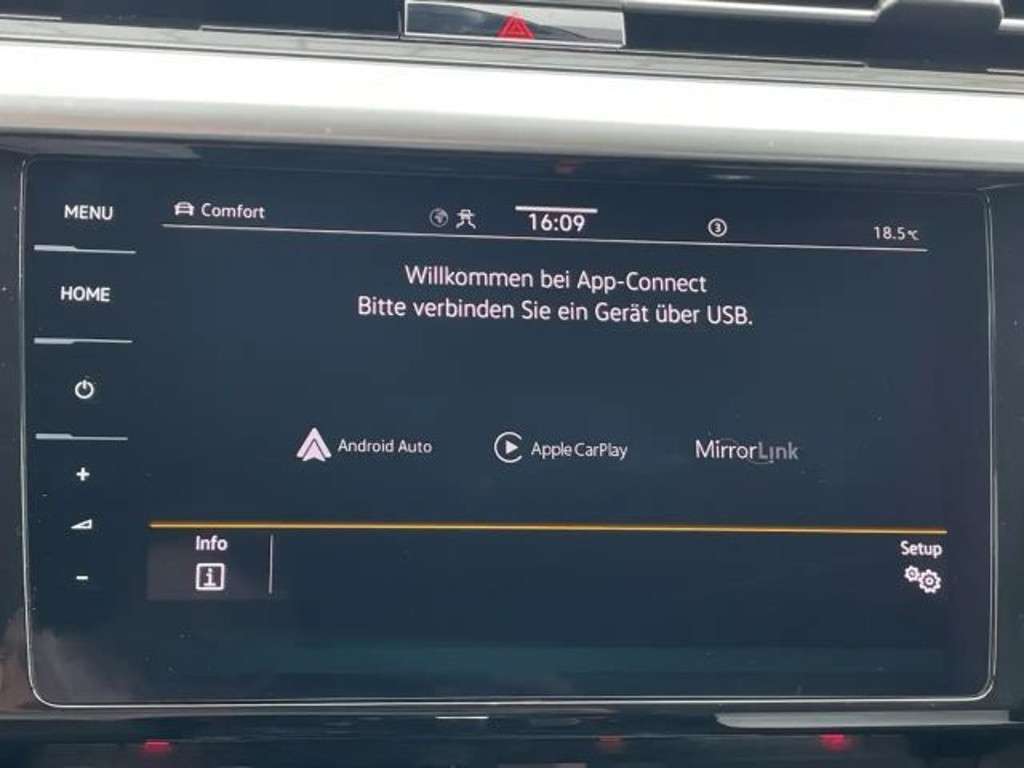 MENU
Comfort
16:09
3
18.5°C
HOME
Willkommen bei App-Connect
Bitte verbinden Sie ein Gerät über USB.
Android Auto
Apple CarPlay
MirrorLink
+
-
Info
i
Setup